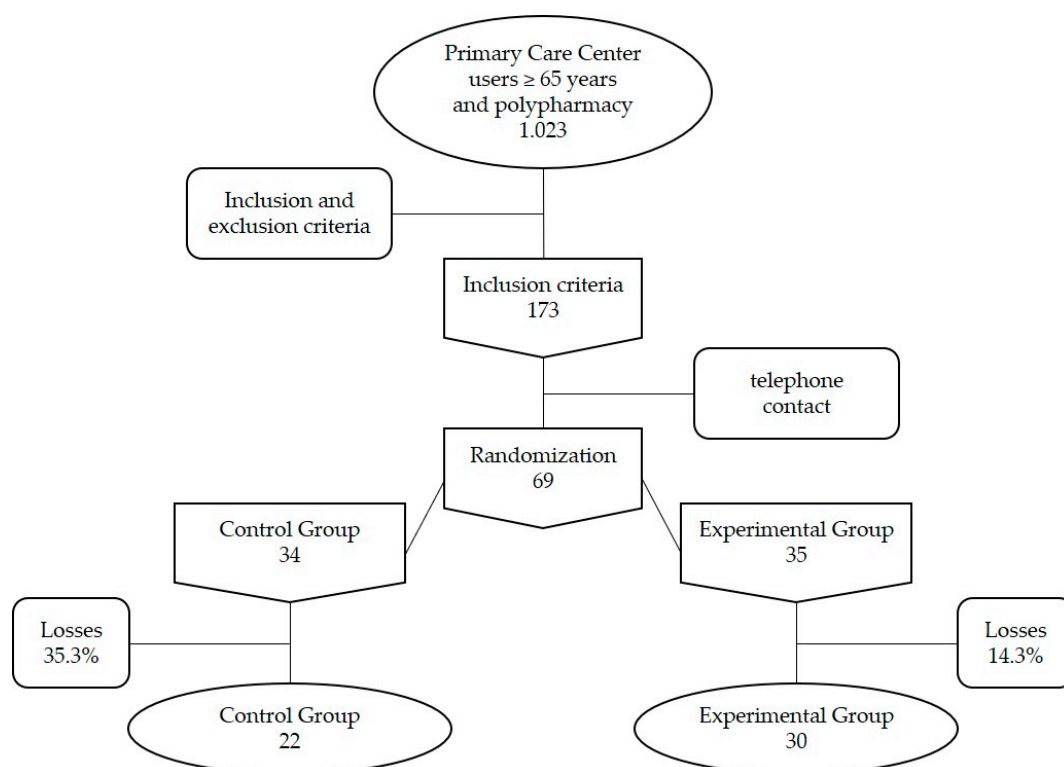 Primary Care Center
users ≥ 65 years
and polypharmacy
1.023
Inclusion and
exclusion criteria
Inclusion criteria
173
telephone
contact
Randomization
69
Control Group
34
Experimental Group
35
Losses
35.3%
Losses
14.3%
Control Group
22
Experimental Group
30